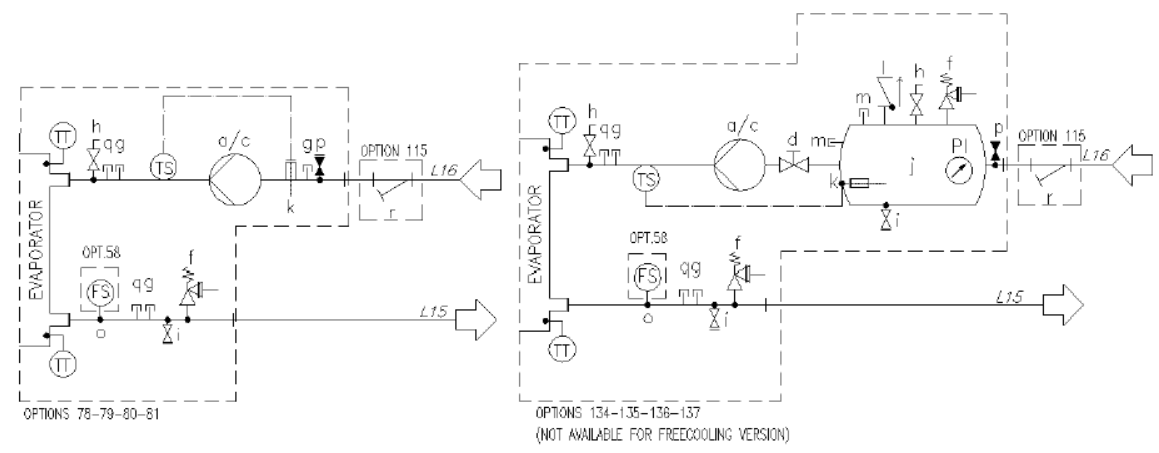 TT
h
qg
TS
a/c
g
p
k
OPTION 115
L16
r
EVAPORATOR
OPT.58
FS
o
qg
i
f
L15
TT
OPTIONS 78-79-80-81
TT
h
qg
TS
a/c
d
m
m
l
h
f
PI
j
k
i
p
OPTION 115
L16
r
EVAPORATOR
OPT.58
FS
o
qg
i
f
L15
TT
OPTIONS 134-135-136-137
(NOT AVAILABLE FOR FREECOOLING VERSION)